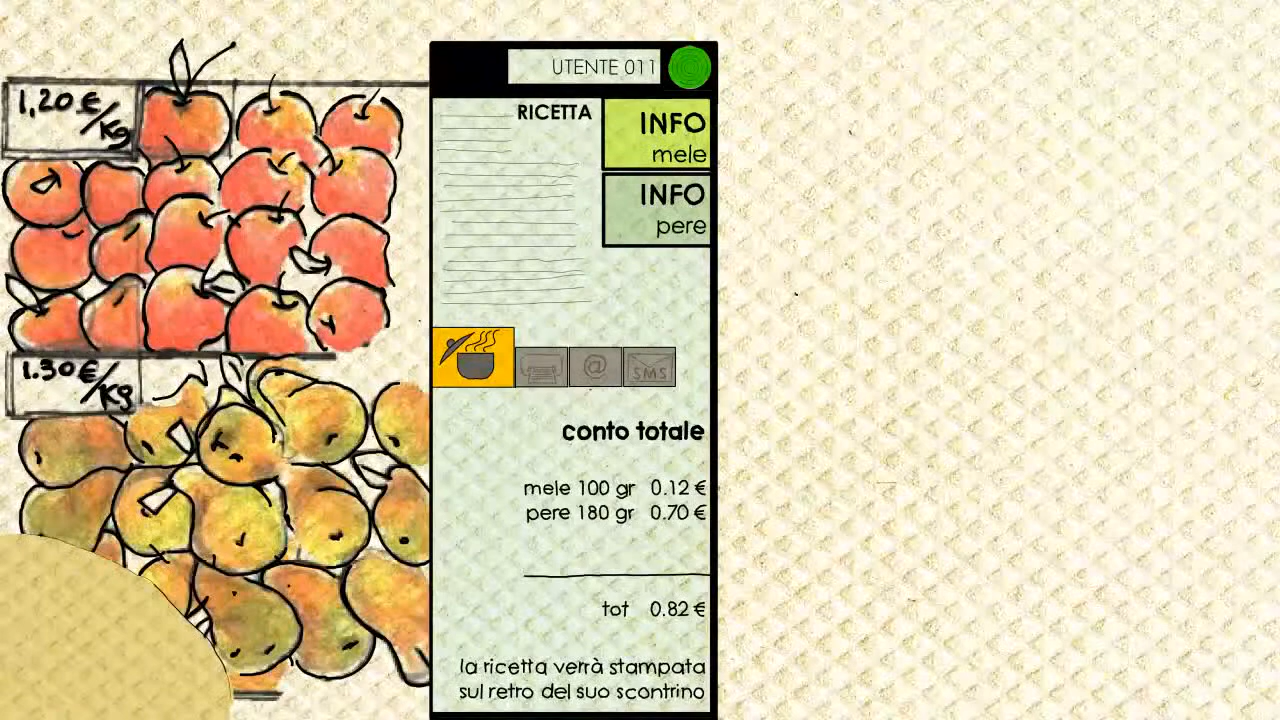 1,20 €/Kg
1.30 €/Kg
UTENTE 011
RICETTA
INFO
mele
INFO
pere
@
SMS
conto totale
mele 100 gr 0.12 €
pere 180 gr 0.70 €
tot 0.82 €
la ricetta verrà stampata
sul retro del suo scontrino